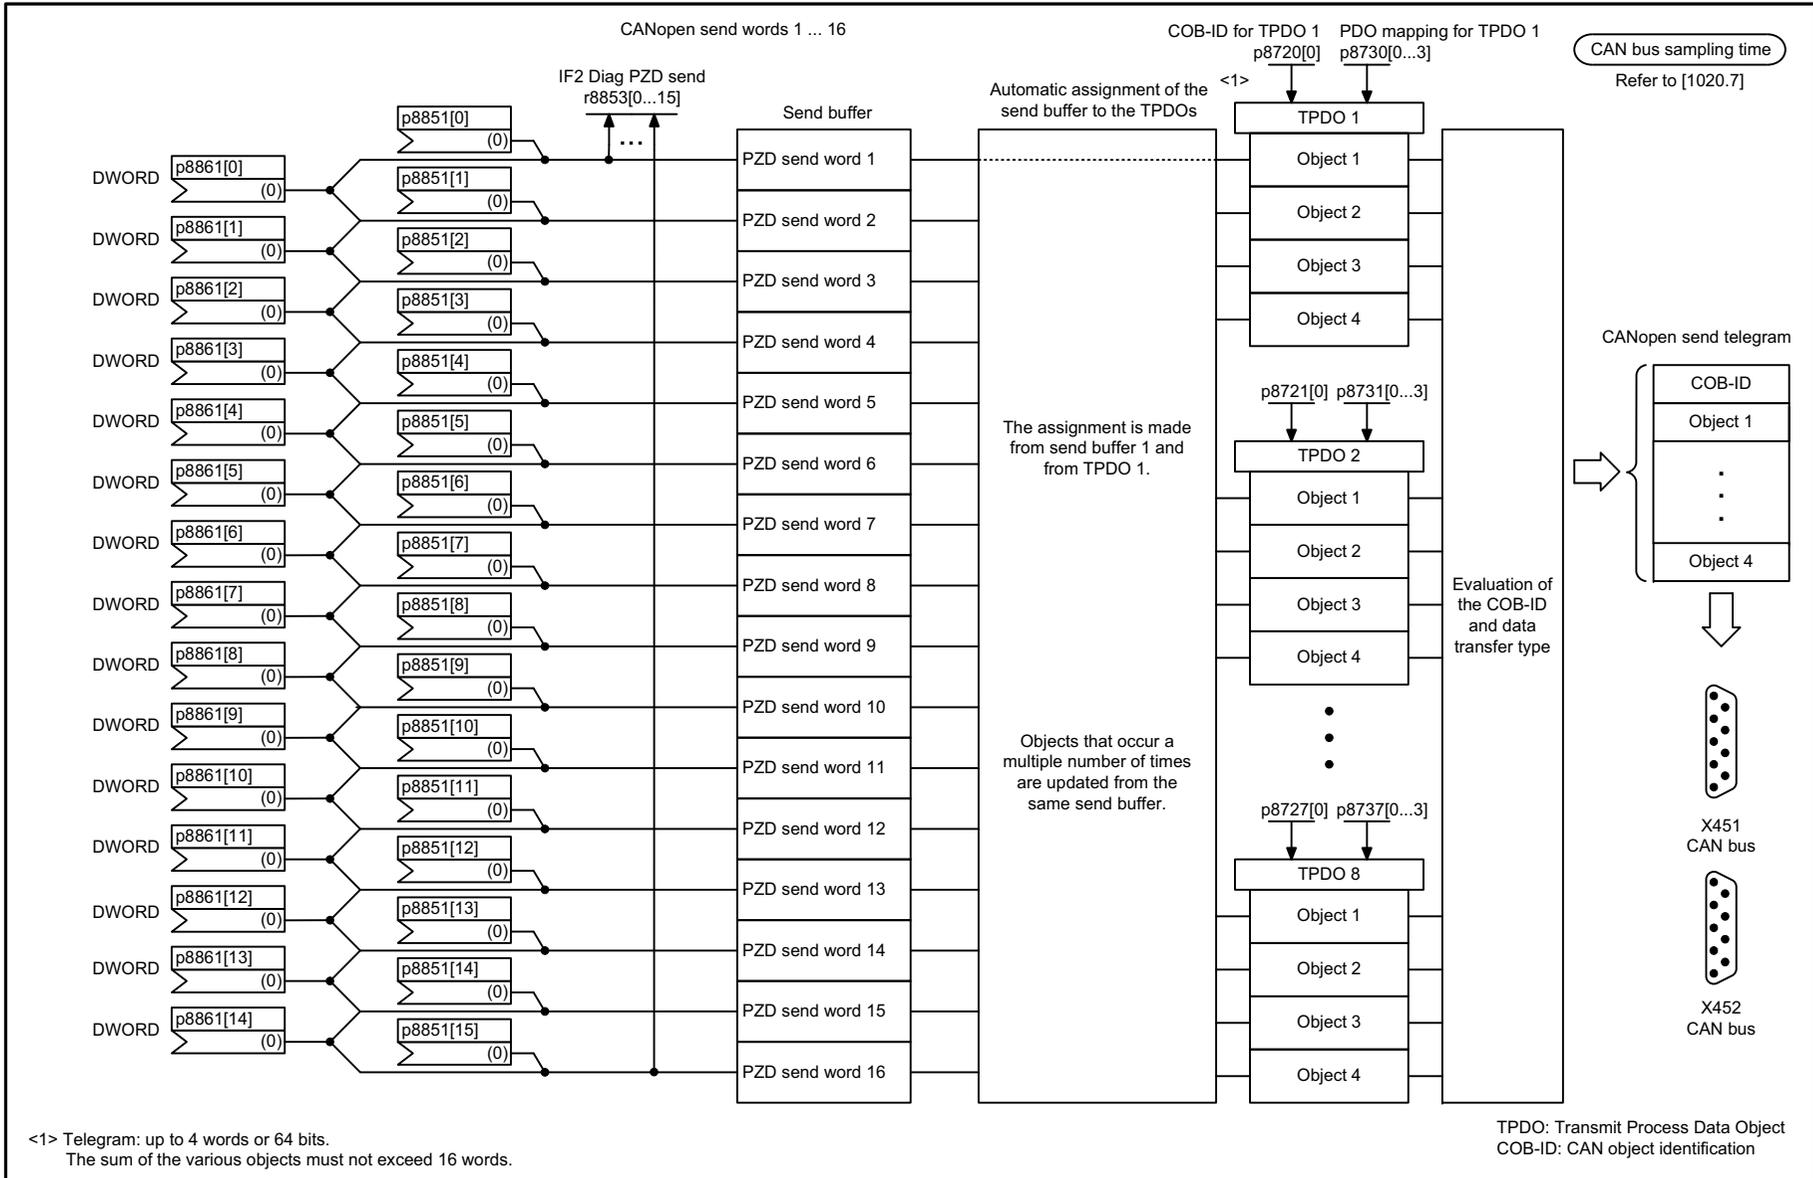 CANopen send words 1 ... 16
COB-ID for TPDO 1
p8720[0]
PDO mapping for TPDO 1
p8730[0...3]
CAN bus sampling time
Refer to [1020.7]
IF2 Diag PZD send
r8853[0...15]
...
Send buffer
Automatic assignment of the
send buffer to the TPDOs
<1>
DWORD
p8861[0]
(0)
DWORD
p8861[1]
(0)
DWORD
p8861[2]
(0)
DWORD
p8861[3]
(0)
DWORD
p8861[4]
(0)
DWORD
p8861[5]
(0)
DWORD
p8861[6]
(0)
DWORD
p8861[7]
(0)
DWORD
p8861[8]
(0)
DWORD
p8861[9]
(0)
DWORD
p8861[10]
(0)
DWORD
p8861[11]
(0)
DWORD
p8861[12]
(0)
DWORD
p8861[13]
(0)
DWORD
p8861[14]
(0)
p8851[0]
(0)
p8851[1]
(0)
p8851[2]
(0)
p8851[3]
(0)
p8851[4]
(0)
p8851[5]
(0)
p8851[6]
(0)
p8851[7]
(0)
p8851[8]
(0)
p8851[9]
(0)
p8851[10]
(0)
p8851[11]
(0)
p8851[12]
(0)
p8851[13]
(0)
p8851[14]
(0)
p8851[15]
(0)
PZD send word 1
PZD send word 2
PZD send word 3
PZD send word 4
PZD send word 5
PZD send word 6
PZD send word 7
PZD send word 8
PZD send word 9
PZD send word 10
PZD send word 11
PZD send word 12
PZD send word 13
PZD send word 14
PZD send word 15
PZD send word 16
The assignment is made
from send buffer 1 and
from TPDO 1.
Objects that occur a
multiple number of times
are updated from the
same send buffer.
TPDO 1
Object 1
Object 2
Object 3
Object 4
p8721[0]
p8731[0...3]
TPDO 2
Object 1
Object 2
Object 3
Object 4
p8727[0]
p8737[0...3]
TPDO 8
Object 1
Object 2
Object 3
Object 4
Evaluation of
the COB-ID
and data
transfer type
CANopen send telegram
COB-ID
Object 1
Object 4
X451
CAN bus
X452
CAN bus
<1> Telegram: up to 4 words or 64 bits.
The sum of the various objects must not exceed 16 words.
TPDO: Transmit Process Data Object
COB-ID: CAN object identification